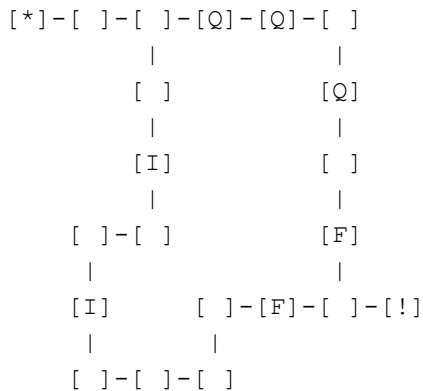 [*]-[ ]-[ ]-[Q]-[Q]-[ ]
         |           |
        [ ]         [Q]
         |           |
        [I]         [ ]
         |           |
    [ ]-[ ]         [F]
     |               |
    [I]     [ ]-[F]-[ ]-[!]
     |       |
    [ ]-[ ]-[ ]